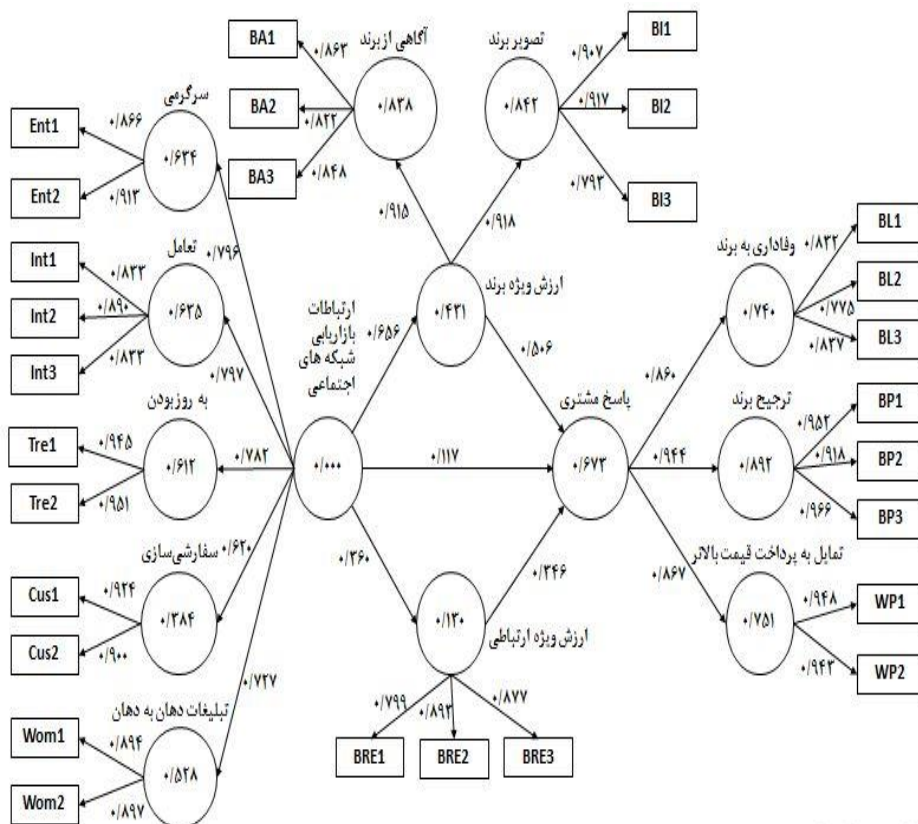 BA1
۰/۸۶۳
آگاهی از برند
تصویر برند
۰/۹۰۷
BI1
BA2
۰/۸۲۲
۰/۸۳۸
۰/۸۴۲
۰/۹۱۷
BI2
BA3
۰/۸۴۸
۰/۷۹۳
BI3
۰/۹۱۵
۰/۹۱۸
سرگرمی
Ent1
۰/۸۶۶
۰/۶۳۴
Ent2
۰/۹۱۳
۰/۷۹۶
تعامل
Int1
۰/۸۳۳
Int2
۰/۸۹۰
۰/۶۳۵
Int3
۰/۸۳۳
۰/۷۹۷
به روز بودن
Tre1
۰/۹۴۵
۰/۶۱۲
۰/۷۸۲
Tre2
۰/۹۵۱
سفارشی‌سازی
۰/۶۲۰
Cus1
۰/۹۲۴
۰/۳۸۴
Cus2
۰/۹۰۰
۰/۷۲۷
تبلیغات دهان به دهان
Wom1
۰/۸۹۴
۰/۵۲۸
Wom2
۰/۸۹۷
ارتباطات
بازاریابی
شبکه های
اجتماعی
۰/۰۰۰
۰/۶۵۶
ارزش ویژه برند
۰/۴۳۱
۰/۵۰۶
۰/۱۱۷
پاسخ مشتری
۰/۶۷۳
۰/۳۶۰
۰/۳۴۶
۰/۱۳۰
ارزش ویژه ارتباطی
۰/۷۹۹
۰/۸۹۳
۰/۸۷۷
BRE1
BRE2
BRE3
وفاداری به برند
۰/۸۳۲
BL1
۰/۷۴۰
۰/۷۷۵
BL2
۰/۸۳۷
BL3
۰/۸۶۰
ترجیح برند
۰/۹۵۲
BP1
۰/۹۴۴
۰/۸۹۲
۰/۹۱۸
BP2
۰/۹۶۶
BP3
تمایل به پرداخت قیمت بالاتر
۰/۸۶۷
۰/۷۵۱
۰/۹۴۸
WP1
۰/۹۴۳
WP2